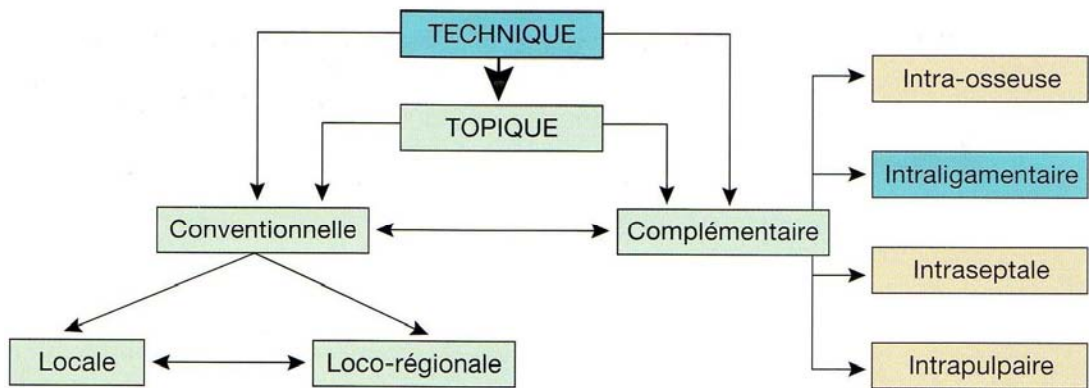 TECHNIQUE
TOPIQUE
Conventionnelle
Complémentaire
Locale
Loco-régionale
Intra-osseuse
Intraligamentaire
Intraseptale
Intrapulpaire